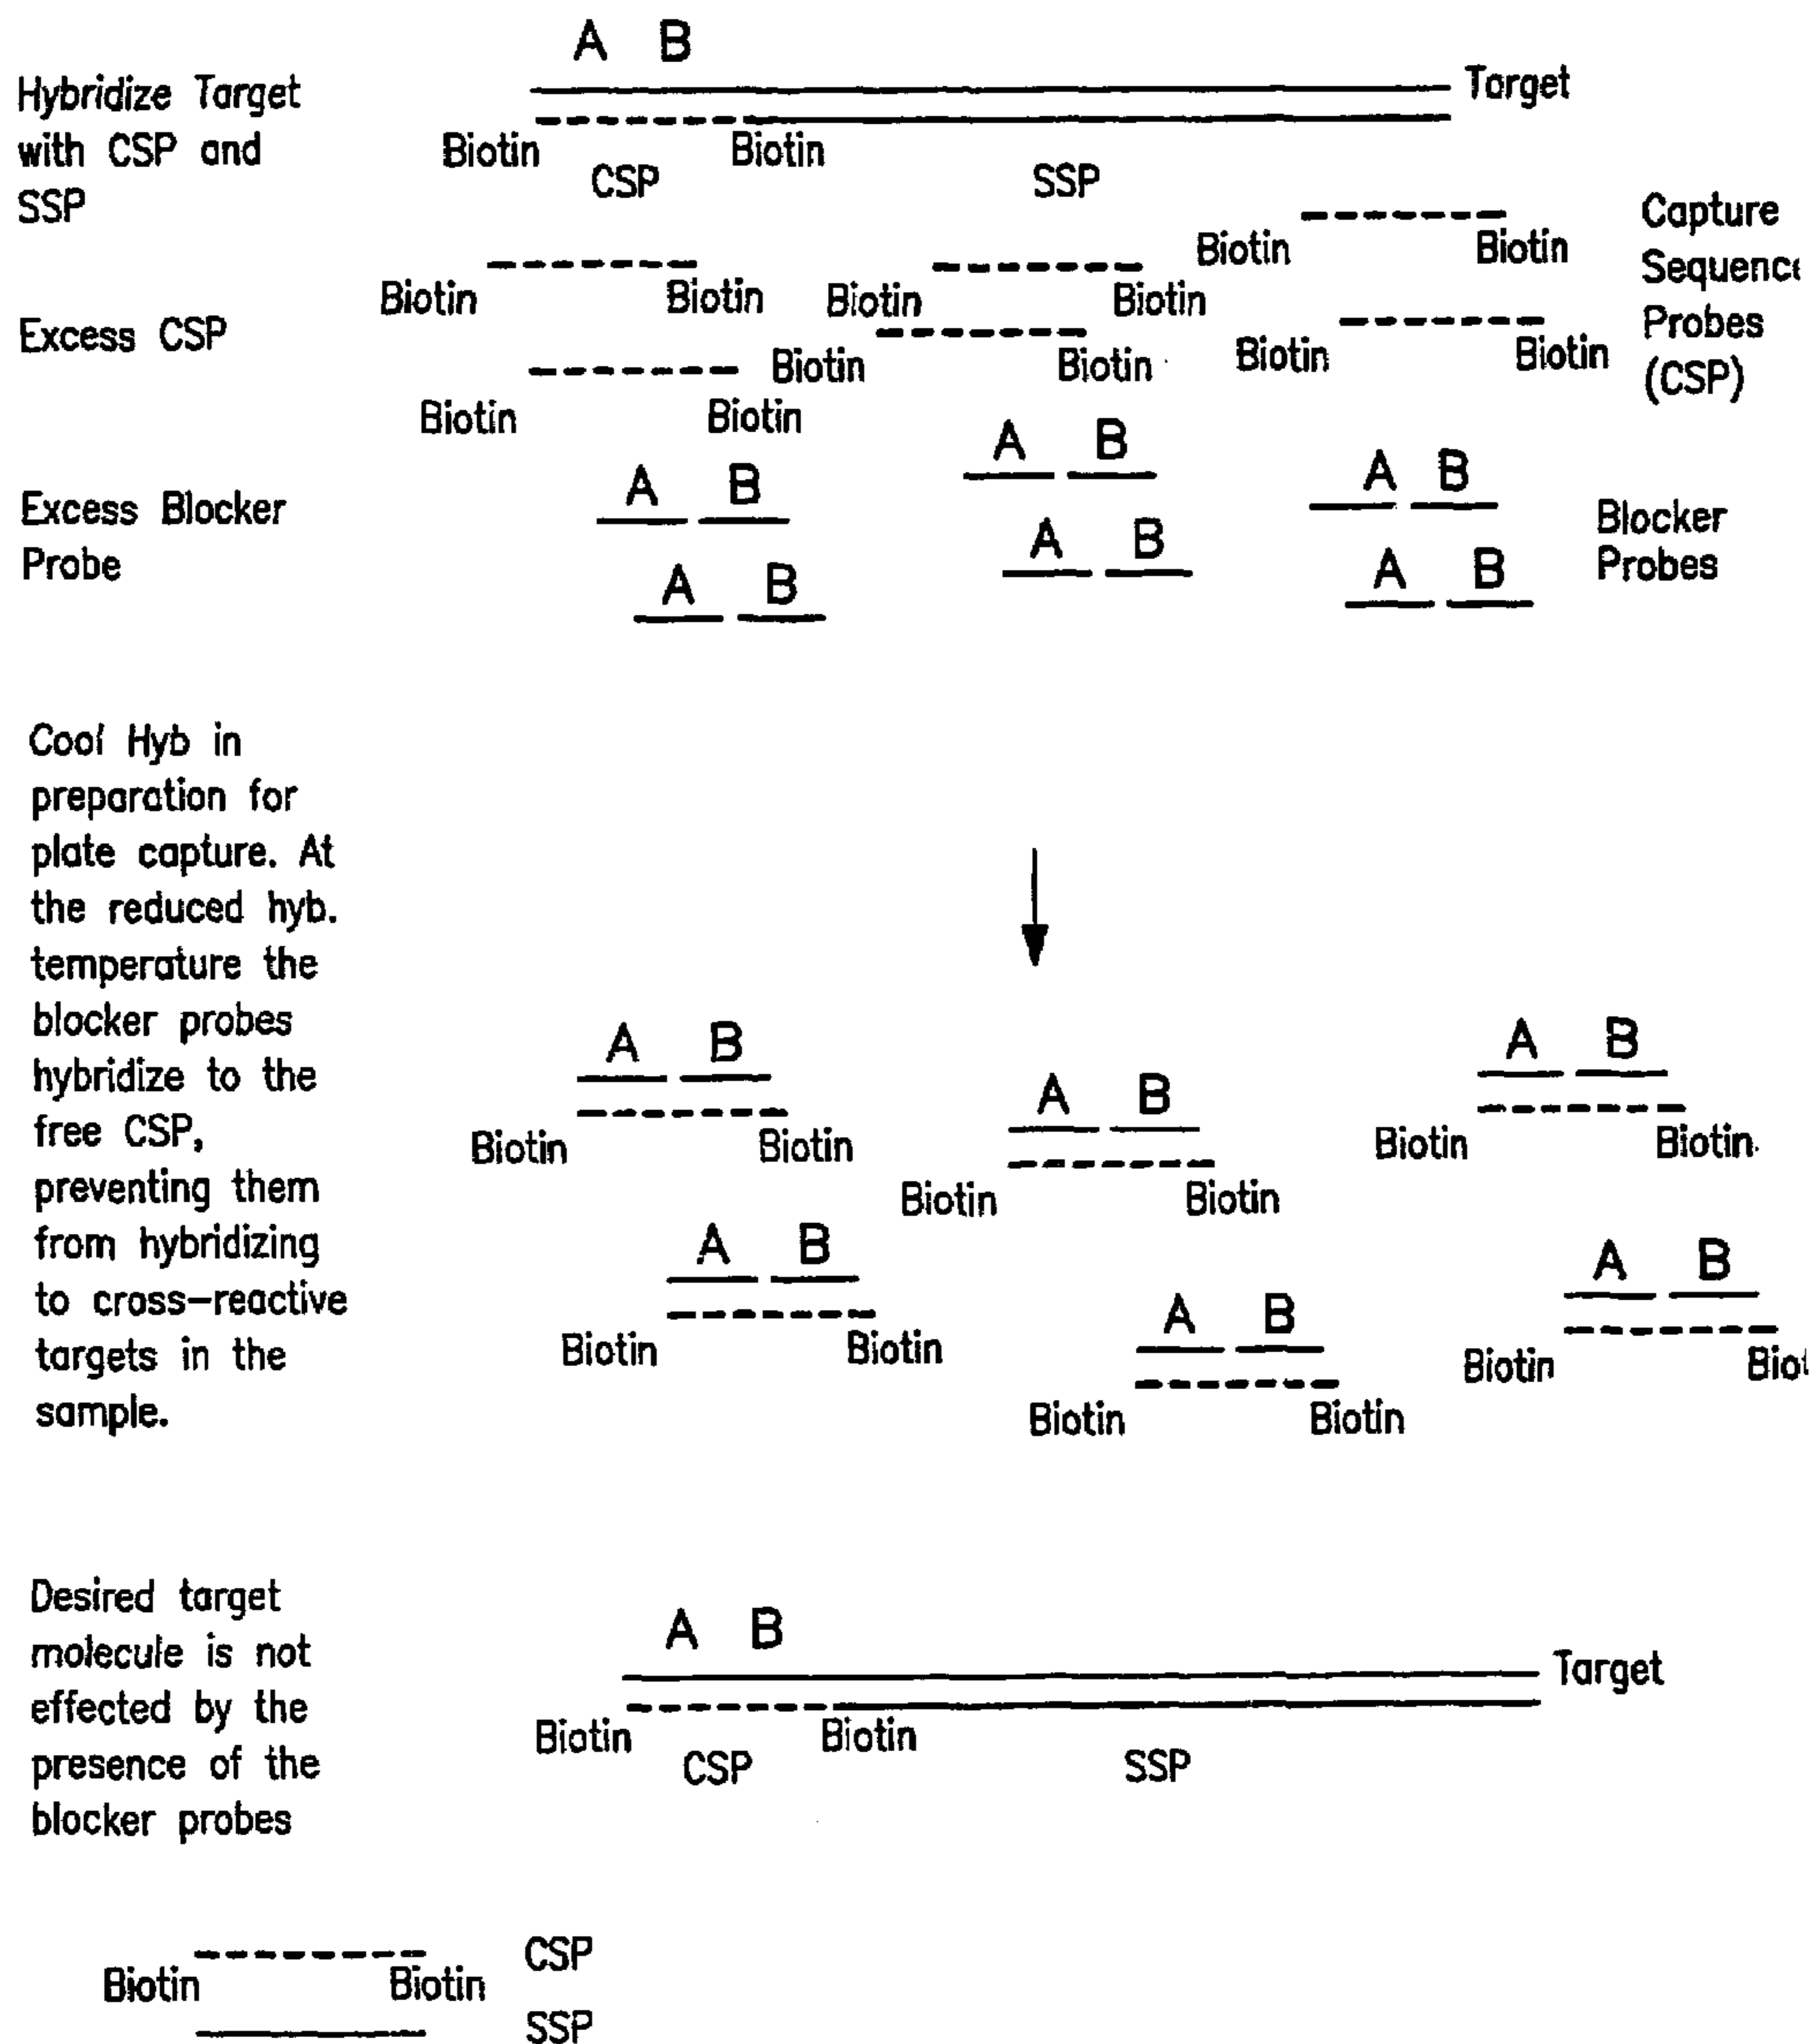 A B
Hybridize Target
with CSP and
SSP
Target
Biotin Biotin
CSP SSP
Capture
Sequence
Probes
(CSP)
Biotin Biotin
Biotin Biotin Biotin Biotin
Excess CSP
Biotin Biotin Biotin Biotin
Biotin Biotin
Excess Blocker
Probe
A B A B A B
A B A B A B
Blocker
Probes
Cool Hyb in
preparation for
plate capture. At
the reduced hyb.
temperature the
blocker probes
hybridize to the
free CSP,
preventing them
from hybridizing
to cross-reactive
targets in the
sample.
A B A B A B
Biotin Biotin Biotin Biotin Biotin Biotin
A B A B A B
Biotin Biotin Biotin Biotin Biotin Bioti
Desired target
molecule is not
effected by the
presence of the
blocker probes
A B
Target
Biotin Biotin
CSP SSP
CSP
Biotin Biotin
SSP